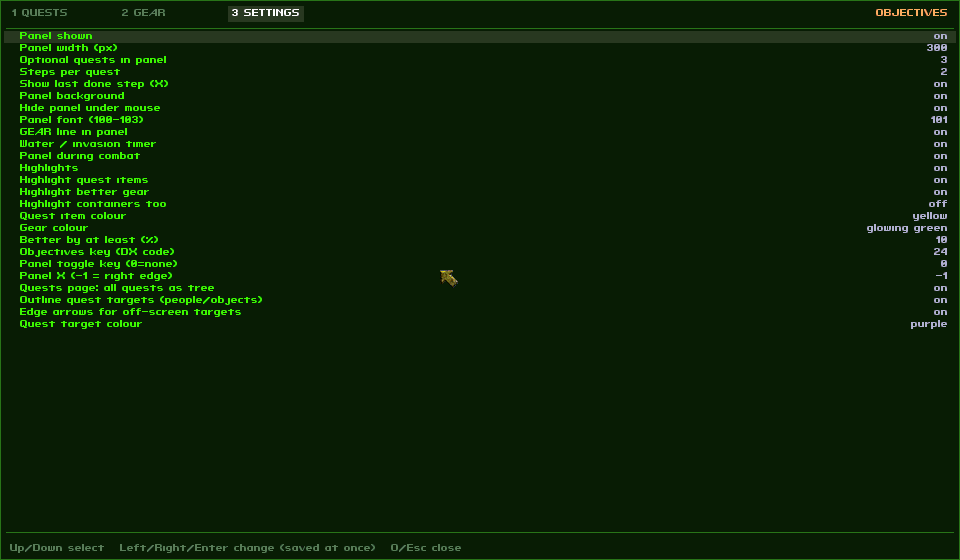 1 QUESTS 2 GEAR 3 SETTINGS OBJECTIVES
Panel shown on
Panel width (px) 300
Optional quests in panel 3
Steps per quest 2
Show last done step (X) on
Panel background on
Hide panel under mouse on
Panel font (100-103) 101
GEAR line in panel on
Water / invasion timer on
Panel during combat on
Highlights on
Highlight quest items on
Highlight better gear on
Highlight containers too off
Quest item colour yellow
Gear colour glowing green
Better by at least (%) 10
Objectives key (DX code) 24
Panel toggle key (0=none) 0
Panel X (-1 = right edge) -1
Quests page: all quests as tree on
Outline quest targets (people/objects) on
Edge arrows for off-screen targets on
Quest target colour purple
Up/Down select Left/Right/Enter change (saved at once) O/Esc close